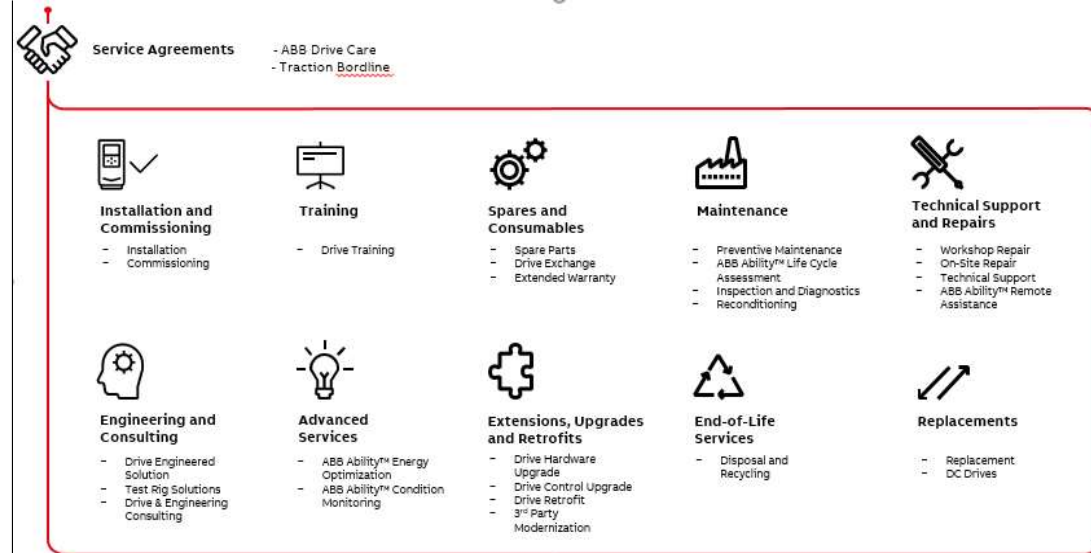 Service Agreements
- ABB Drive Care
- Traction Bordline
Installation and
Commissioning
- Installation
- Commissioning
Training
- Drive Training
Spares and
Consumables
- Spare Parts
- Drive Exchange
- Extended Warranty
Maintenance
- Preventive Maintenance
- ABB Ability™ Life Cycle
Assessment
- Inspection and Diagnostics
- Reconditioning
Technical Support
and Repairs
- Workshop Repair
- On-Site Repair
- Technical Support
- ABB Ability™ Remote
Assistance
Engineering and
Consulting
- Drive Engineered
Solution
- Test Rig Solutions
- Drive & Engineering
Consulting
Advanced
Services
- ABB Ability™ Energy
Optimization
- ABB Ability™ Condition
Monitoring
Extensions, Upgrades
and Retrofits
- Drive Hardware
Upgrade
- Drive Control Upgrade
- Drive Retrofit
- 3rd Party
Modernization
End-of-Life
Services
- Disposal and
Recycling
Replacements
- Replacement
- DC Drives